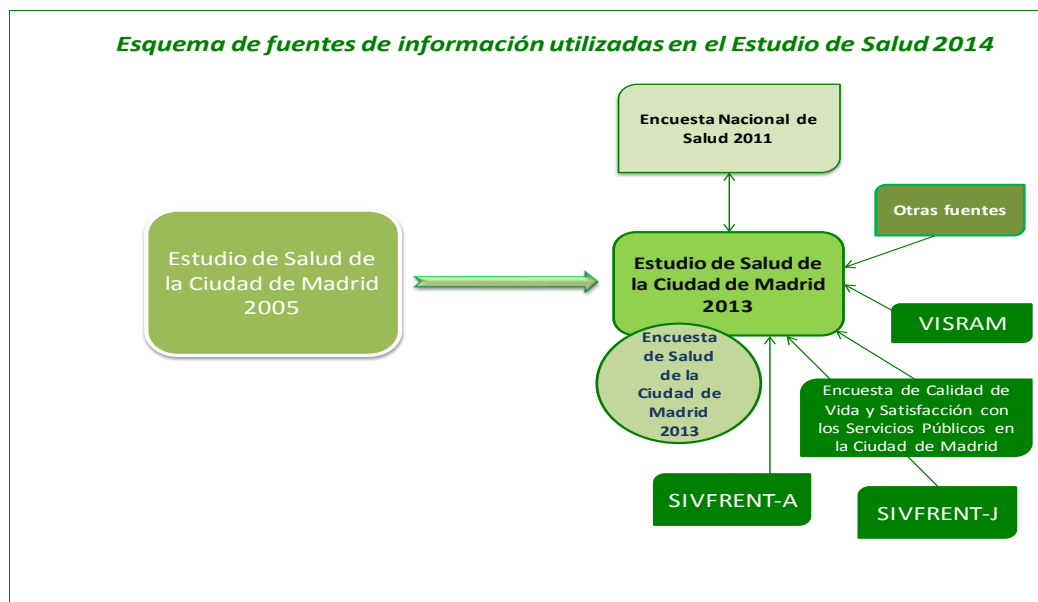 Esquema de fuentes de información utilizadas en el Estudio de Salud 2014
Encuesta Nacional de
Salud 2011
Otras fuentes
Estudio de Salud de
la Ciudad de Madrid
2005
Estudio de Salud de
la Ciudad de Madrid
2013
VISRAM
Encuesta
de Salud
de la
Ciudad de
Madrid
2013
Encuesta de Calidad de
Vida y Satisfacción con
los Servicios Públicos en
la Ciudad de Madrid
SIVFRENT-A
SIVFRENT-J